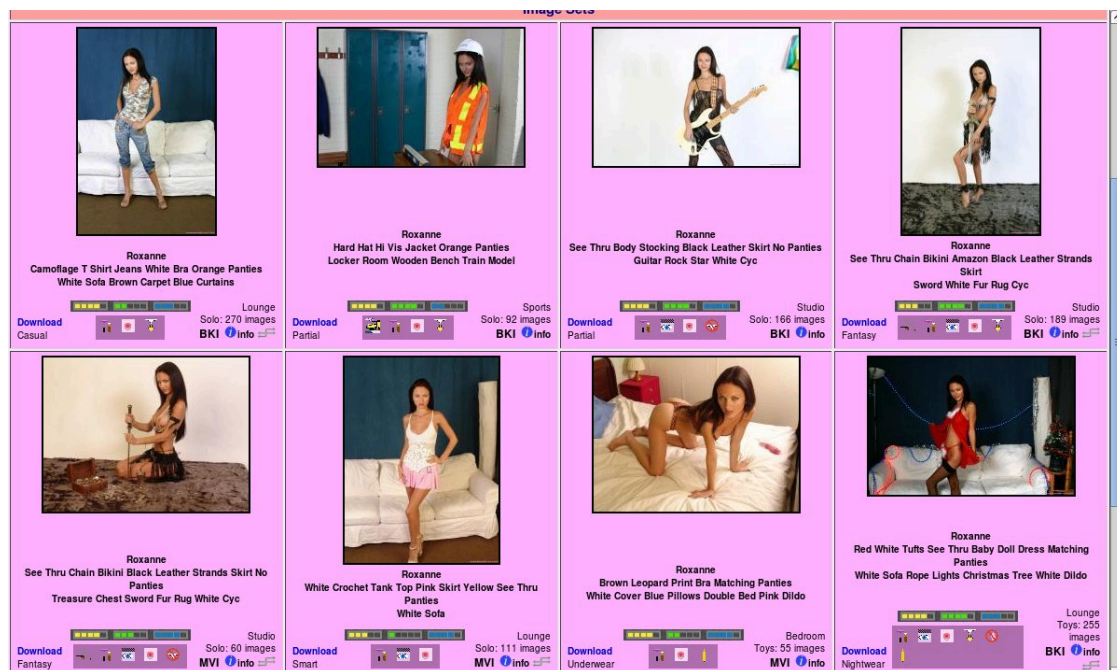 Image Sets
Roxanne
Camoflage T Shirt Jeans White Bra Orange Panties
White Sofa Brown Carpet Blue Curtains
Lounge
Download
Solo: 270 images
Casual
BKI info
Roxanne
Hard Hat Hi Vis Jacket Orange Panties
Locker Room Wooden Bench Train Model
Sports
Download
Solo: 92 images
Partial
BKI info
Roxanne
See Thru Body Stocking Black Leather Skirt No Panties
Guitar Rock Star White Cyc
Studio
Download
Solo: 166 images
Partial
BKI info
Roxanne
See Thru Chain Bikini Amazon Black Leather Strands
Skirt
Sword White Fur Rug Cyc
Studio
Download
Solo: 189 images
Fantasy
BKI info
Roxanne
See Thru Chain Bikini Black Leather Strands Skirt No
Panties
Treasure Chest Sword Fur Rug White Cyc
Studio
Download
Solo: 60 images
Fantasy
MVI info
Roxanne
White Crochet Tank Top Pink Skirt Yellow See Thru
Panties
White Sofa
Lounge
Download
Solo: 111 images
Smart
MVI info
Roxanne
Brown Leopard Print Bra Matching Panties
White Cover Blue Pillows Double Bed Pink Dildo
Bedroom
Download
Toys: 55 images
Underwear
MVI info
Roxanne
Red White Tufts See Thru Baby Doll Dress Matching
Panties
White Sofa Rope Lights Christmas Tree White Dildo
Lounge
Toys: 255
images
Download
Nightwear
BKI info